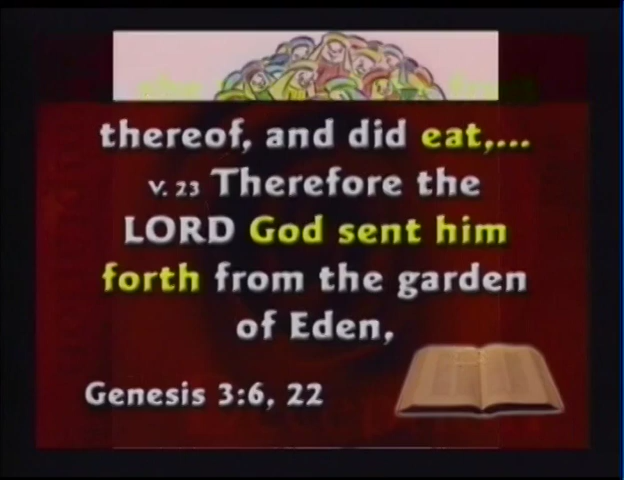 thereof, and did eat,...
v. 23 Therefore the
LORD God sent him
forth from the garden
of Eden,
Genesis 3:6, 22